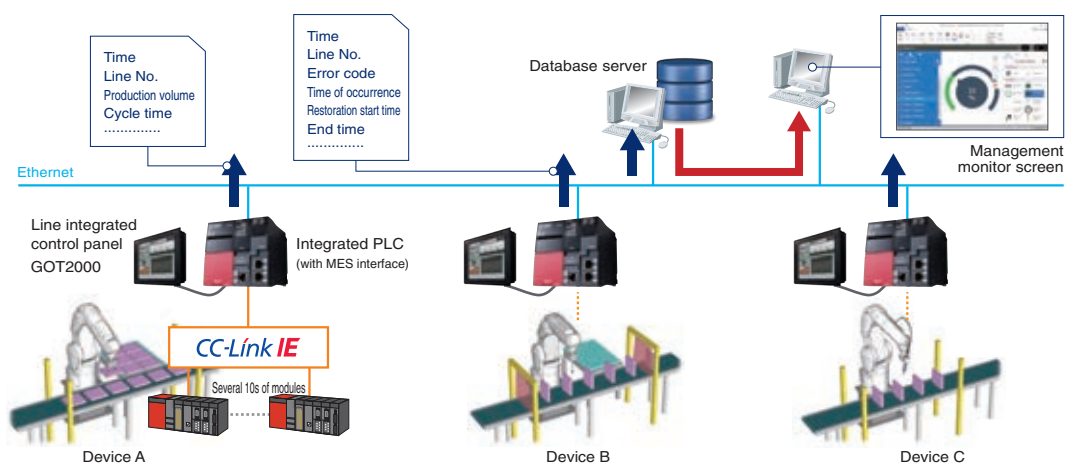 Time
Line No.
Production volume
Cycle time
..............
Time
Line No.
Error code
Time of occurrence
Restoration start time
End time
..............
Database server
Management
monitor screen
Ethernet
Line integrated
control panel
GOT2000
Integrated PLC
(with MES interface)
CC-Link IE
Several 10s of modules
Device A
Device B
Device C